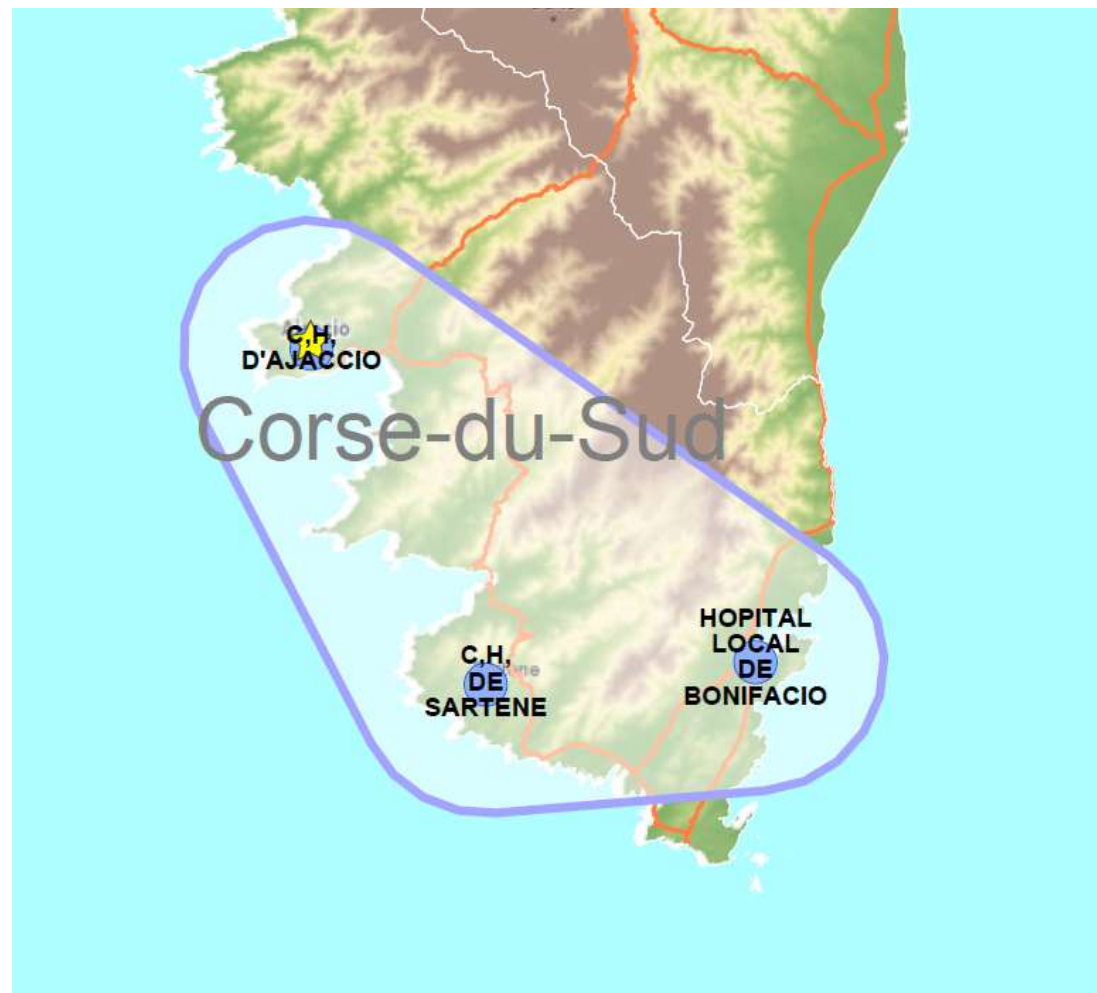 C,H,
D'AJACCIO
Corse-du-Sud
HOPITAL
LOCAL
DE
BONIFACIO
C,H,
DE
SARTENE